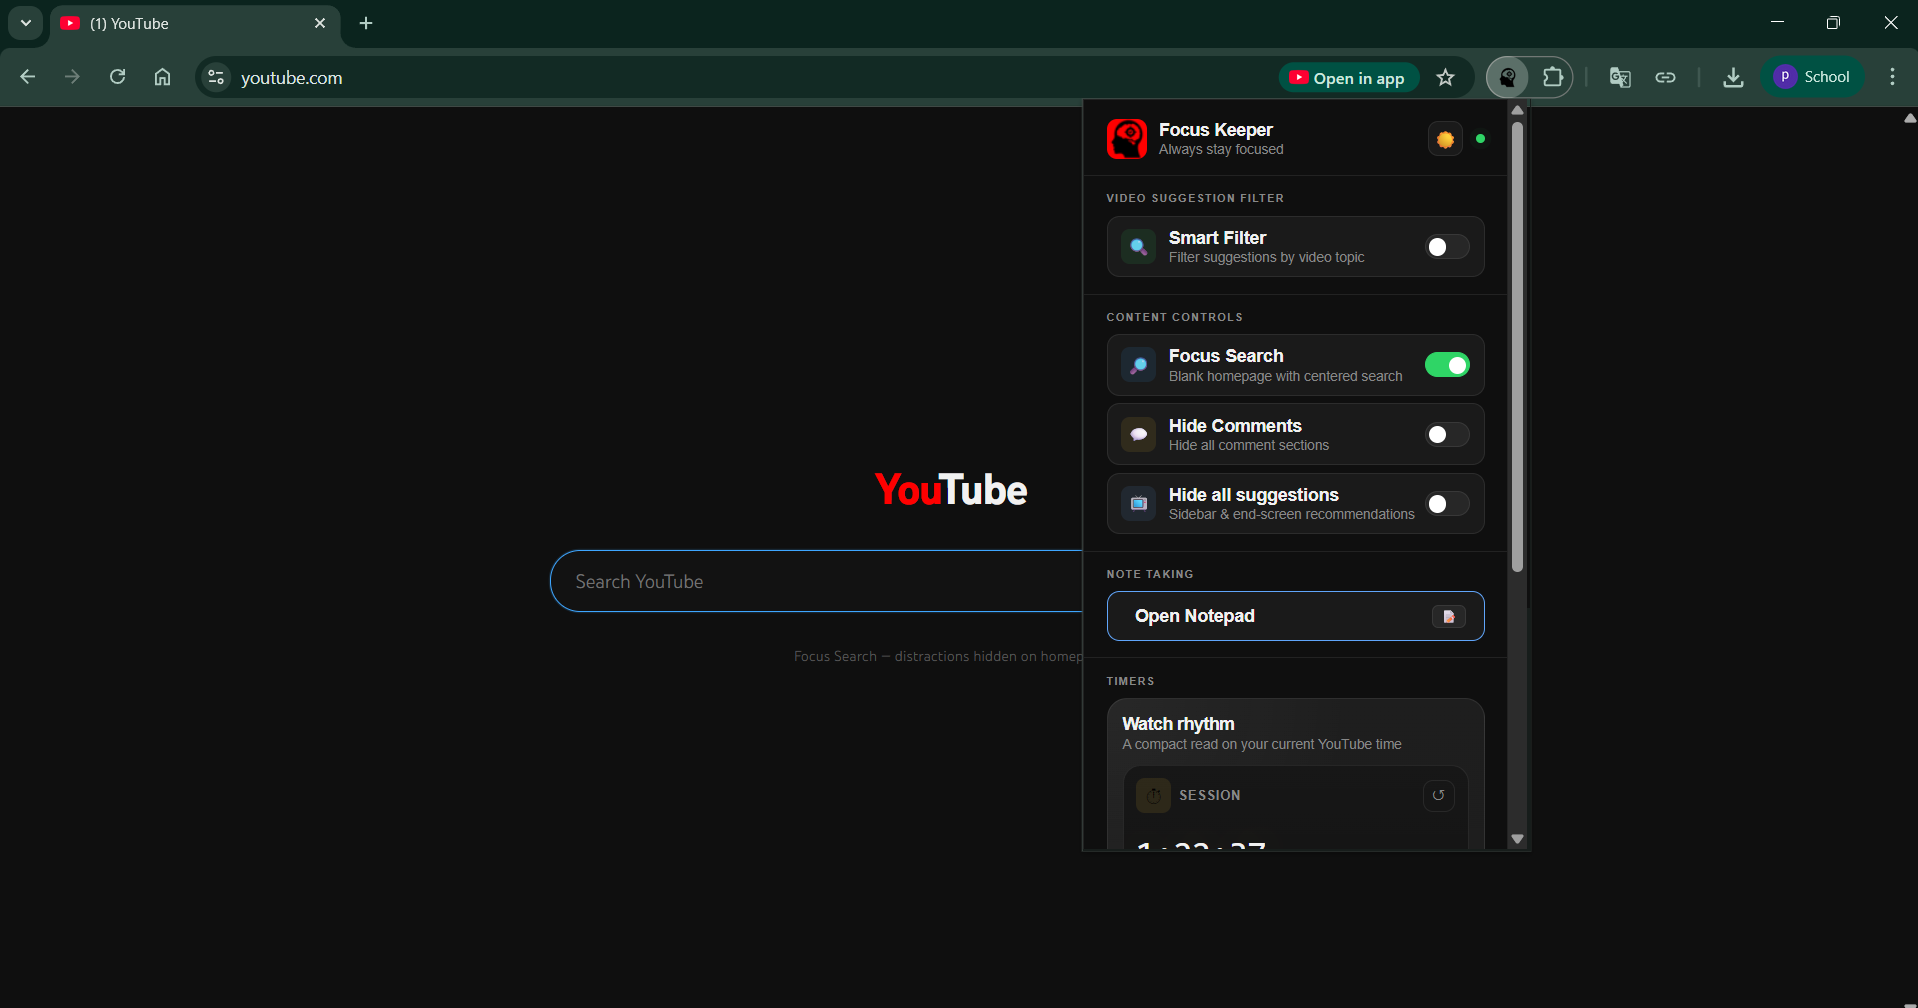 (1) YouTube
youtube.com
Open in app
P
School
Focus Keeper
Always stay focused
VIDEO SUGGESTION FILTER
Smart Filter
Filter suggestions by video topic
CONTENT CONTROLS
Focus Search
Blank homepage with centered search
Hide Comments
Hide all comment sections
Hide all suggestions
Sidebar & end-screen recommendations
NOTE TAKING
Open Notepad
TIMERS
Watch rhythm
A compact read on your current YouTube time
SESSION
YouTube
Search YouTube
Focus Search — distractions hidden on homep